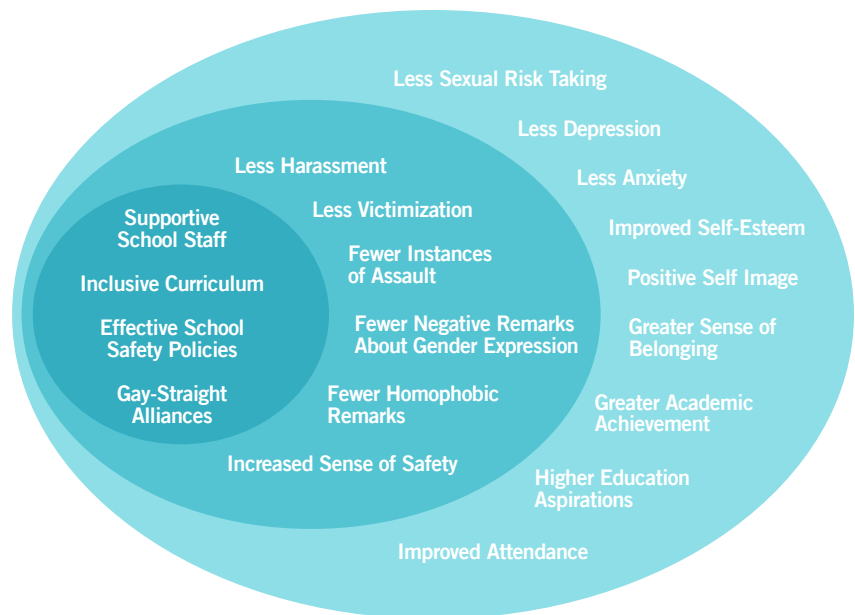 Supportive
School Staff
Inclusive Curriculum
Effective School
Safety Policies
Gay-Straight
Alliances
Less Harassment
Less Victimization
Fewer Instances
of Assault
Fewer Negative Remarks
About Gender Expression
Fewer Homophobic
Remarks
Increased Sense of Safety
Less Sexual Risk Taking
Less Depression
Less Anxiety
Improved Self-Esteem
Positive Self Image
Greater Sense of
Belonging
Greater Academic
Achievement
Higher Education
Aspirations
Improved Attendance